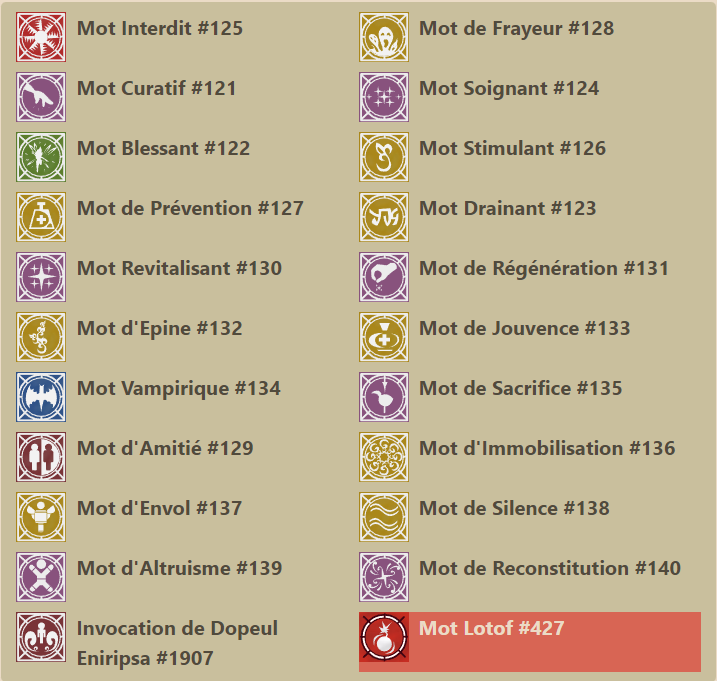 Mot Interdit #125
Mot de Frayeur #128
Mot Curatif #121
Mot Soignant #124
Mot Blessant #122
Mot Stimulant #126
Mot de Prévention #127
Mot Drainant #123
Mot Revitalisant #130
Mot de Régénération #131
Mot d'Epine #132
Mot de Jouvence #133
Mot Vampirique #134
Mot de Sacrifice #135
Mot d'Amitié #129
Mot d'Immobilisation #136
Mot d'Envol #137
Mot de Silence #138
Mot d'Altruisme #139
Mot de Reconstitution #140
Invocation de Dopeul
Eniripsa #1907
Mot Lotof #427